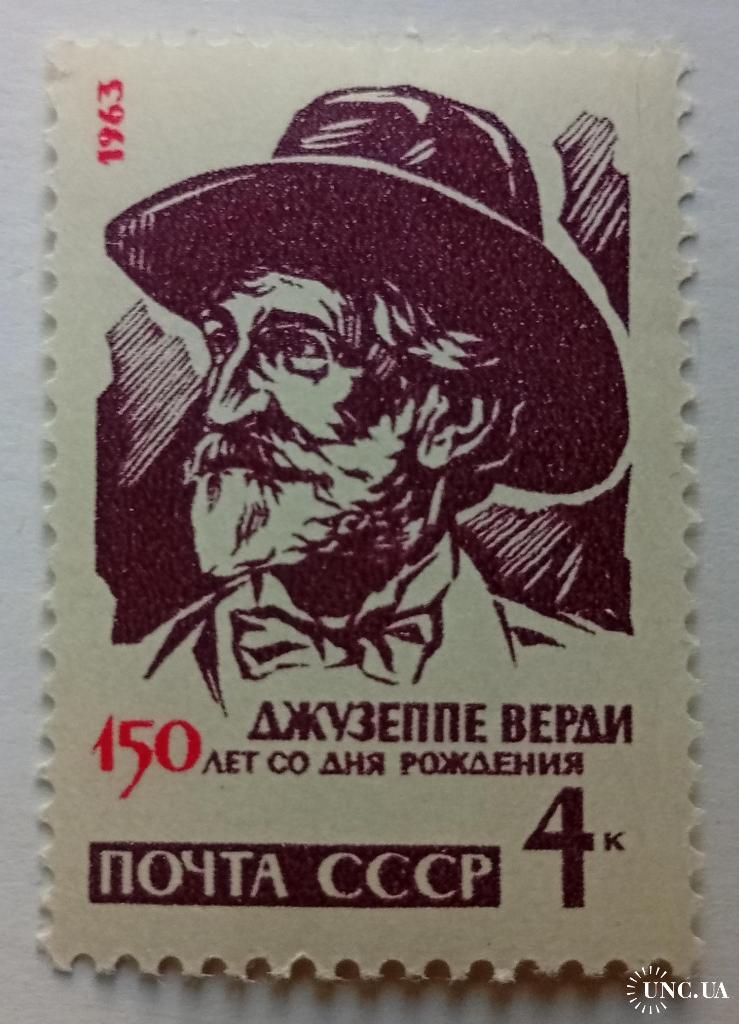 1963
ДЖУЗЕППЕ ВЕРДИ
150 ЛЕТ СО ДНЯ РОЖДЕНИЯ
4 к
ПОЧТА СССР
UNC.UA